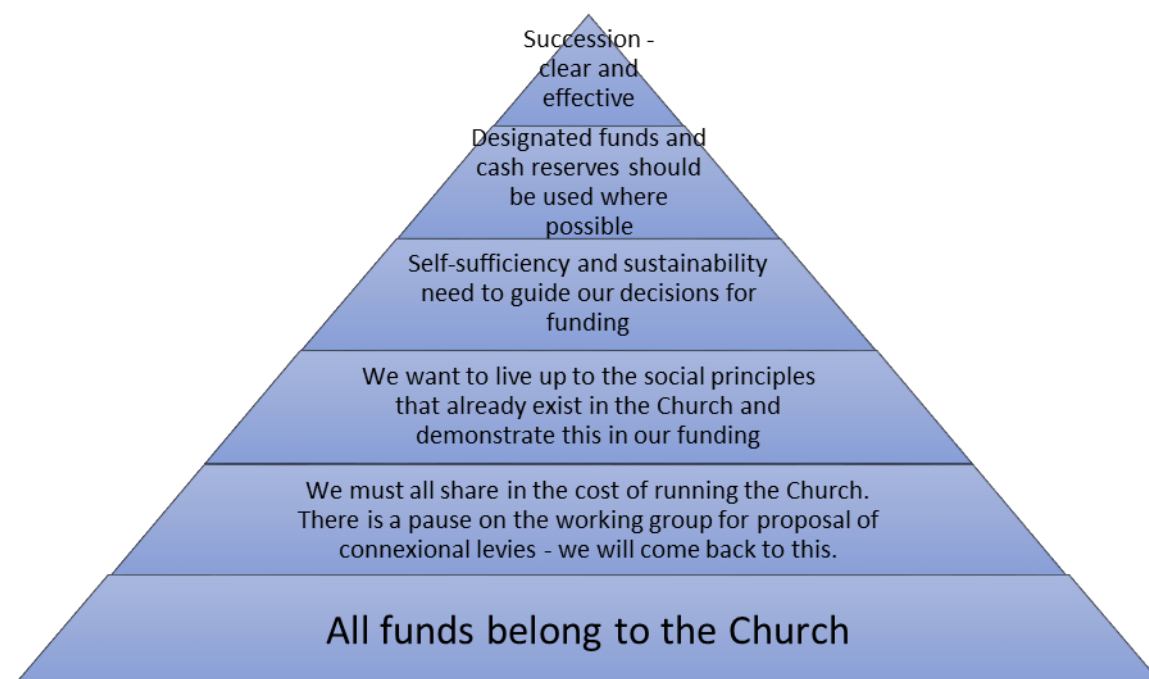 Succession -
clear and
effective
Designated funds and
cash reserves should
be used where
possible
Self-sufficiency and sustainability
need to guide our decisions for
funding
We want to live up to the social principles
that already exist in the Church and
demonstrate this in our funding
We must all share in the cost of running the Church.
There is a pause on the working group for proposal of
connexional levies - we will come back to this.
All funds belong to the Church